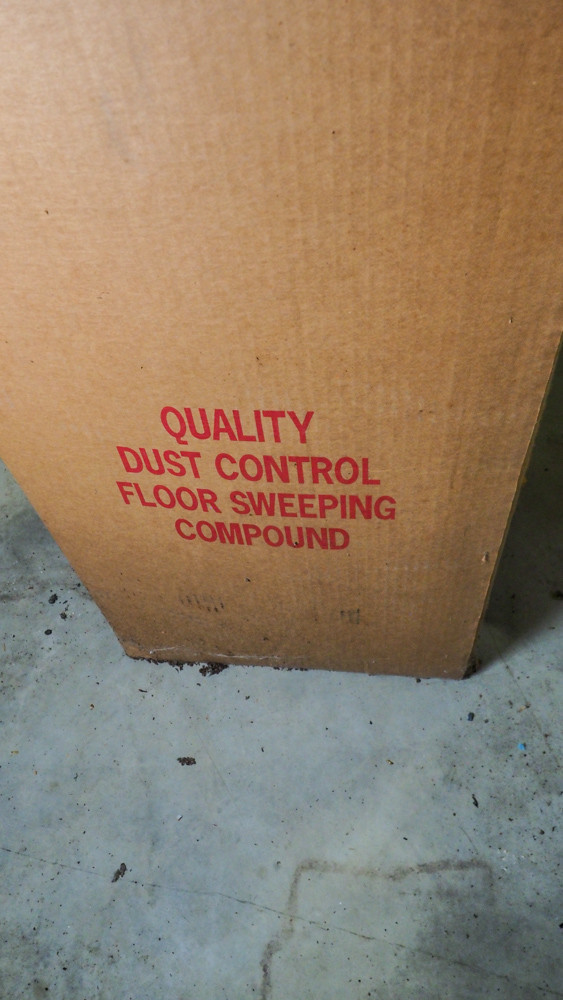 QUALITY
DUST CONTROL
FLOOR SWEEPING
COMPOUND